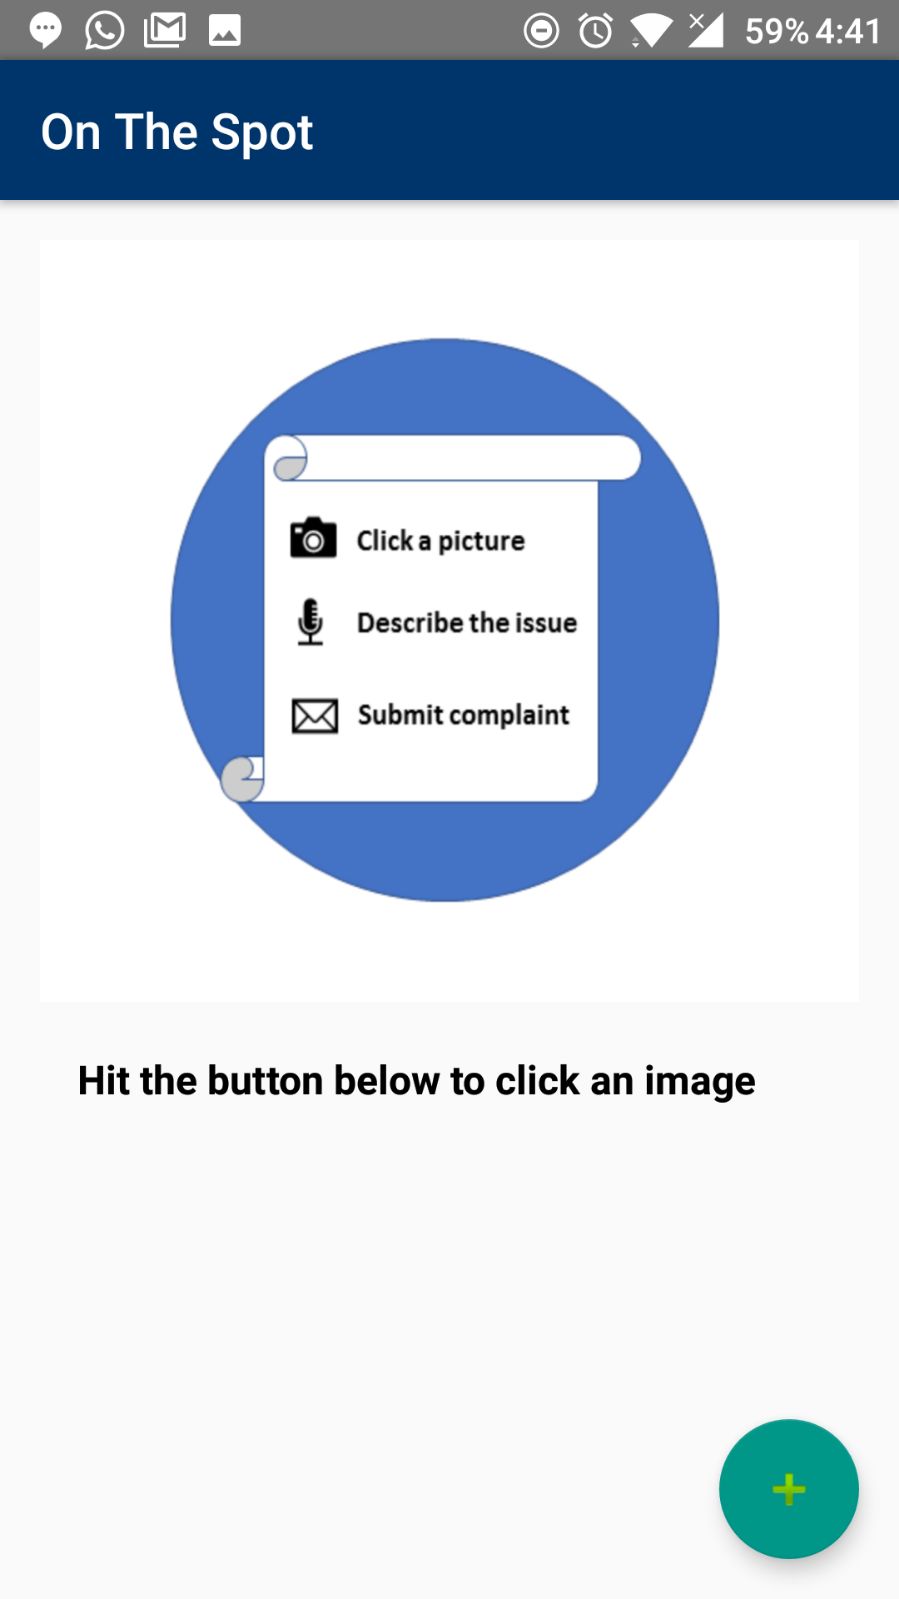 59% 4:41
On The Spot
Click a picture
Describe the issue
Submit complaint
Hit the button below to click an image